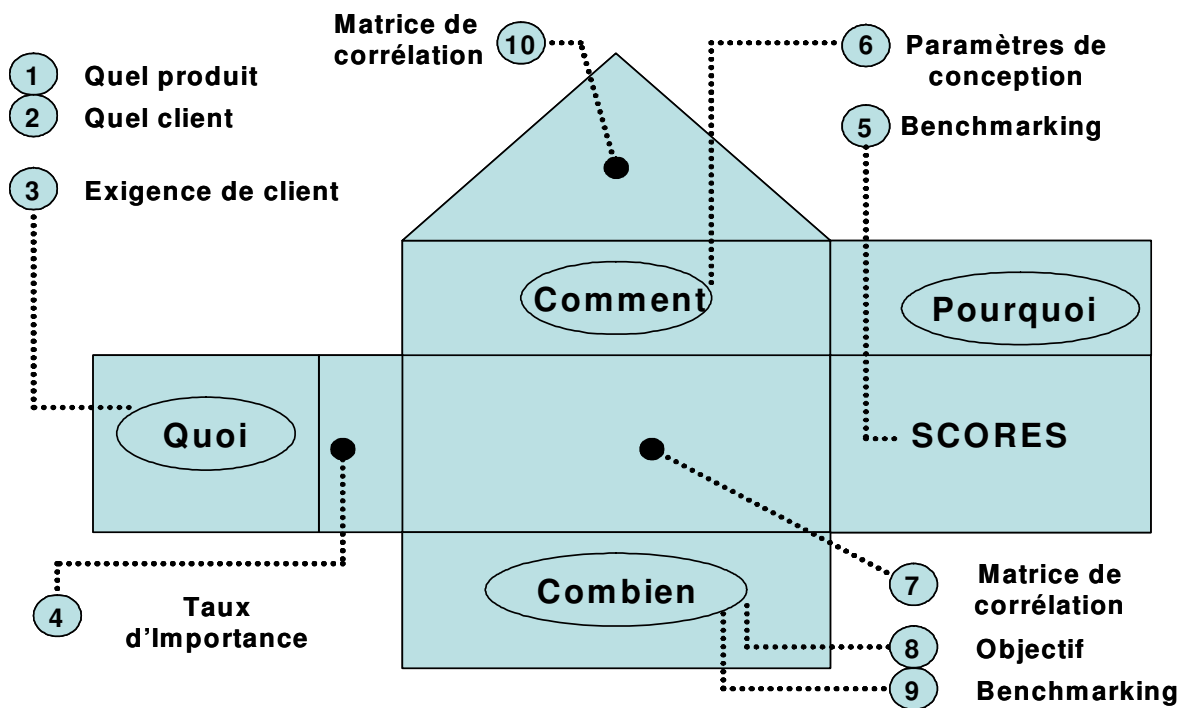 Matrice de
corrélation
10
6
Paramètres de
conception
1
Quel produit
2
Quel client
5
Benchmarking
3
Exigence de client
Comment
Pourquoi
Quoi
SCORES
Combien
4
Taux
d'Importance
7
Matrice de
corrélation
8
Objectif
9
Benchmarking